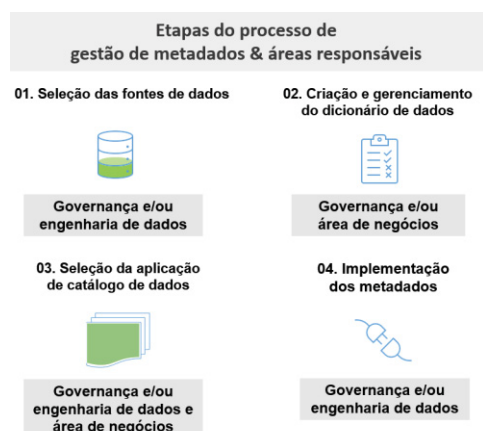 Etapas do processo de
gestão de metadados & áreas responsáveis
01. Seleção das fontes de dados
Governança e/ou
engenharia de dados
02. Criação e gerenciamento
do dicionário de dados
Governança e/ou
área de negócios
03. Seleção da aplicação
de catálogo de dados
Governança e/ou
engenharia de dados e
área de negócios
04. Implementação
dos metadados
Governança e/ou
engenharia de dados